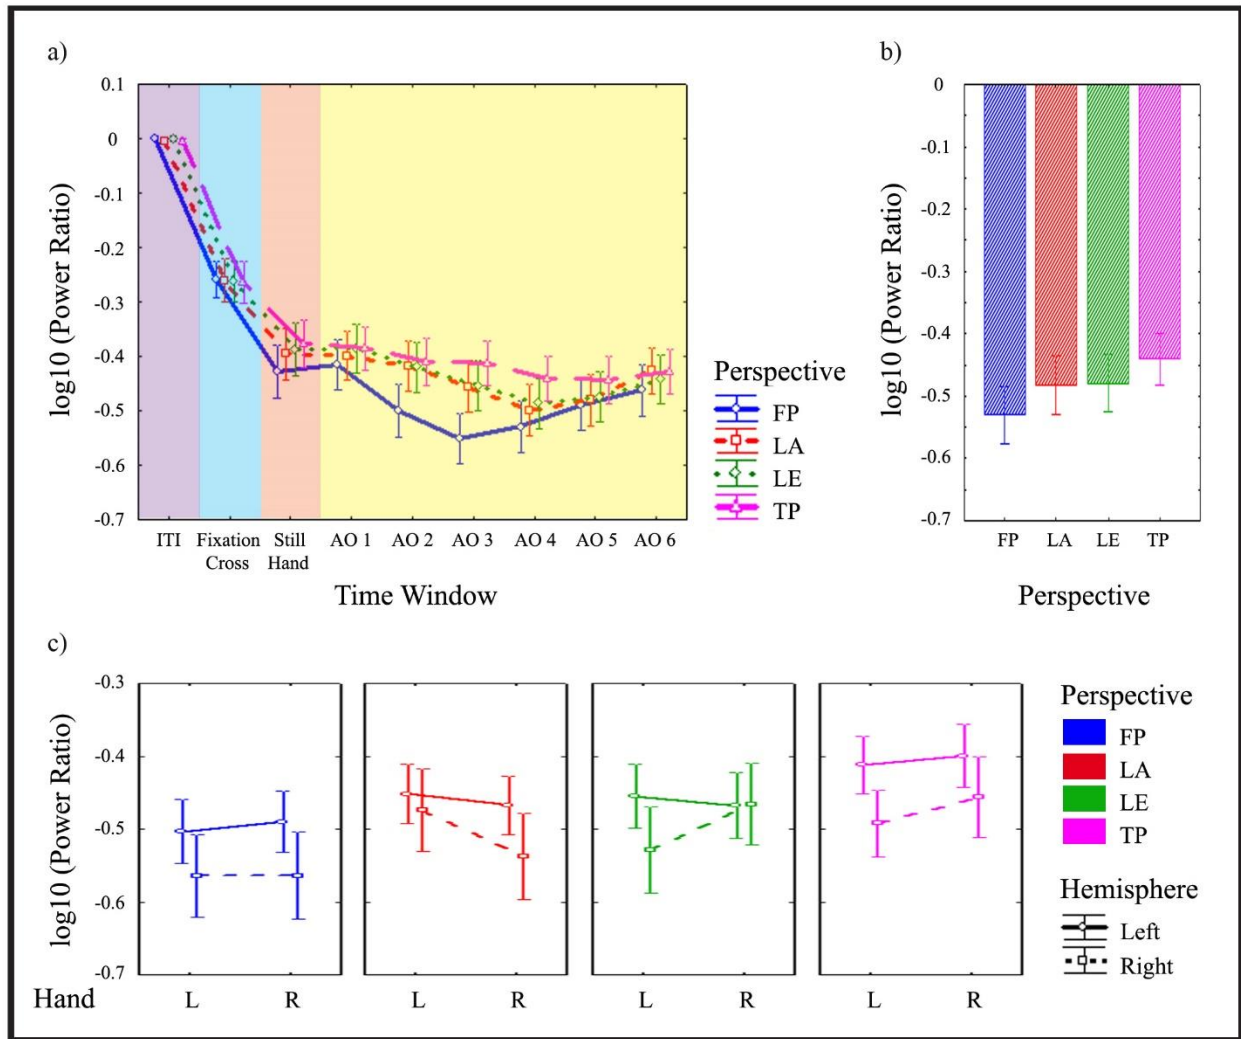 a)
0.1
0
-0.1
-0.2
-0.3
-0.4
-0.5
-0.6
-0.7
log10 (Power Ratio)
ITI Fixation Cross Still Hand AO 1 AO 2 AO 3 AO 4 AO 5 AO 6
Time Window
Perspective
FP
LA
LE
TP
b)
0
-0.1
-0.2
-0.3
-0.4
-0.5
-0.6
-0.7
log10 (Power Ratio)
FP LA LE TP
Perspective
c)
-0.3
-0.4
-0.5
-0.6
-0.7
log10 (Power Ratio)
Hand L R L R L R L R
Perspective
FP
LA
LE
TP
Hemisphere
Left
Right